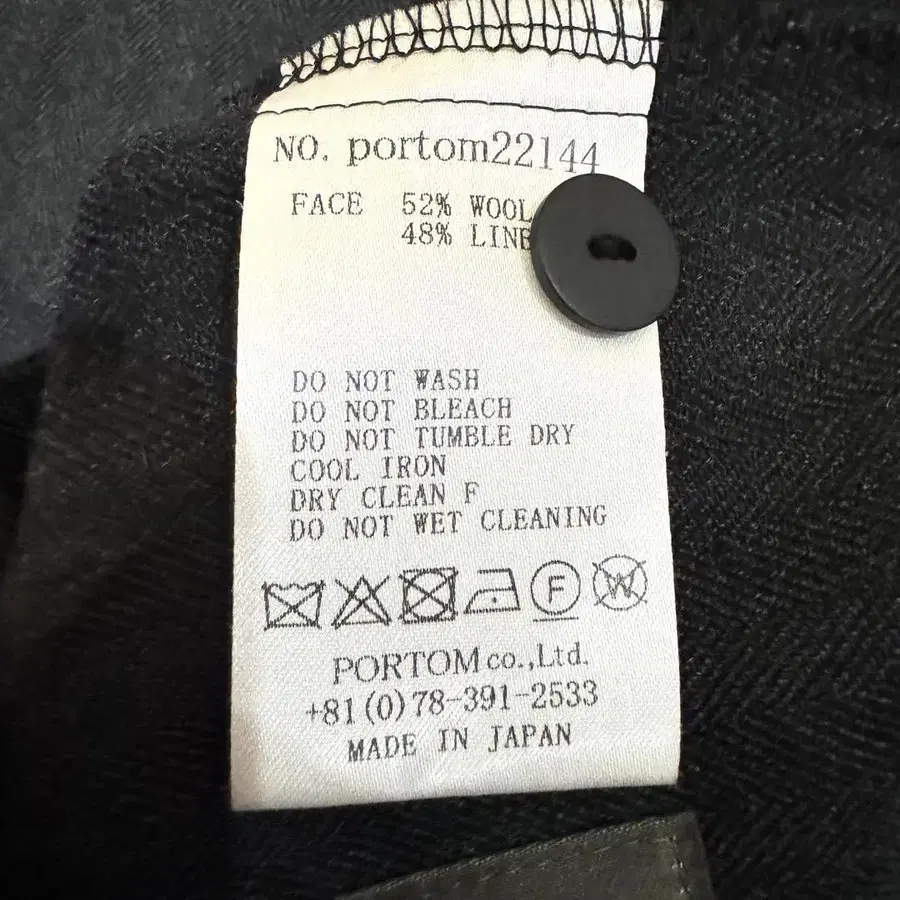 NO. portom22144
FACE 52% WOOL
48% LINE
DO NOT WASH
DO NOT BLEACH
DO NOT TUMBLE DRY
COOL IRON
DRY CLEAN F
DO NOT WET CLEANING
F W
PORTOM co.,Ltd.
+81(0)78-391-2533
MADE IN JAPAN